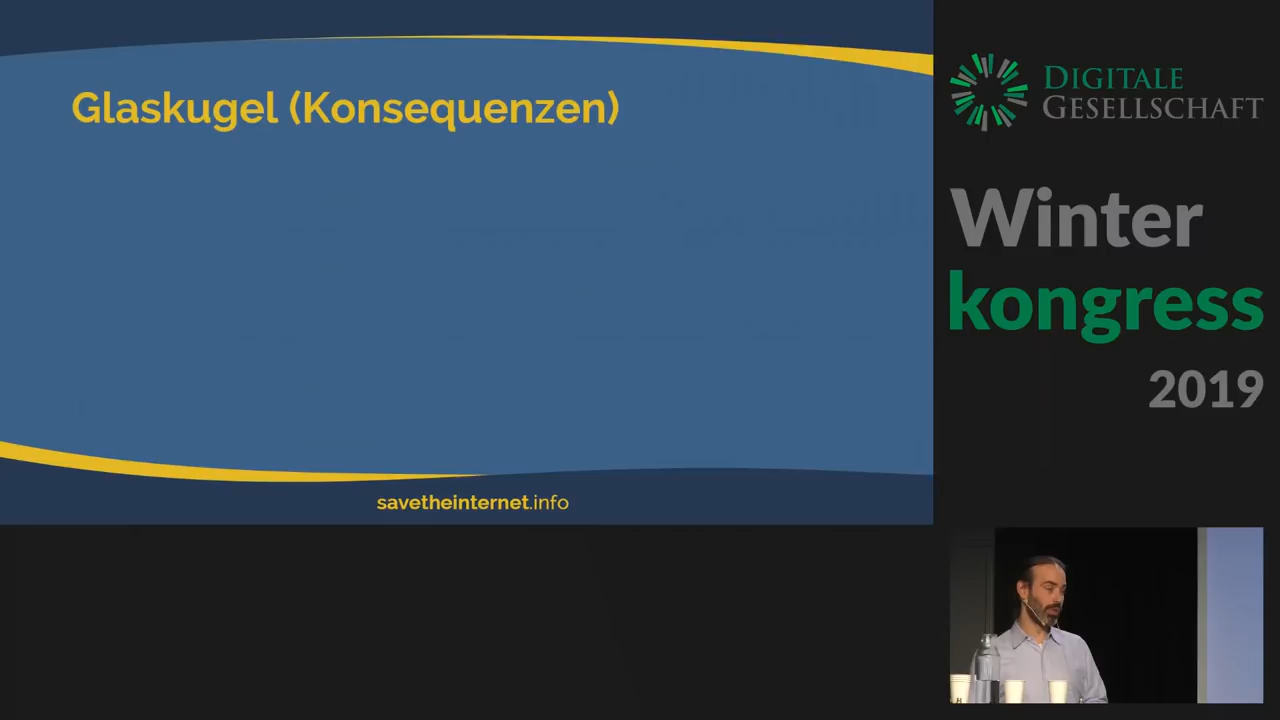 Glaskugel (Konsequenzen)
savetheinternet.info
DIGITALE
GESELLSCHAFT
Winter
kongress
2019